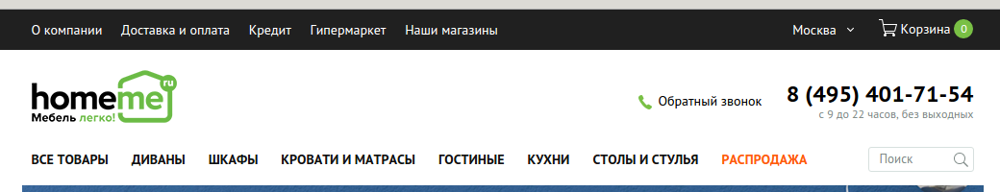 О компании Доставка и оплата Кредит Гипермаркет Наши магазины Москва Корзина 0
homeme ru
Мебель легко!
Обратный звонок 8 (495) 401-71-54
с 9 до 22 часов, без выходных
ВСЕ ТОВАРЫ ДИВАНЫ ШКАФЫ КРОВАТИ И МАТРАСЫ ГОСТИНЫЕ КУХНИ СТОЛЫ И СТУЛЬЯ РАСПРОДАЖА Поиск